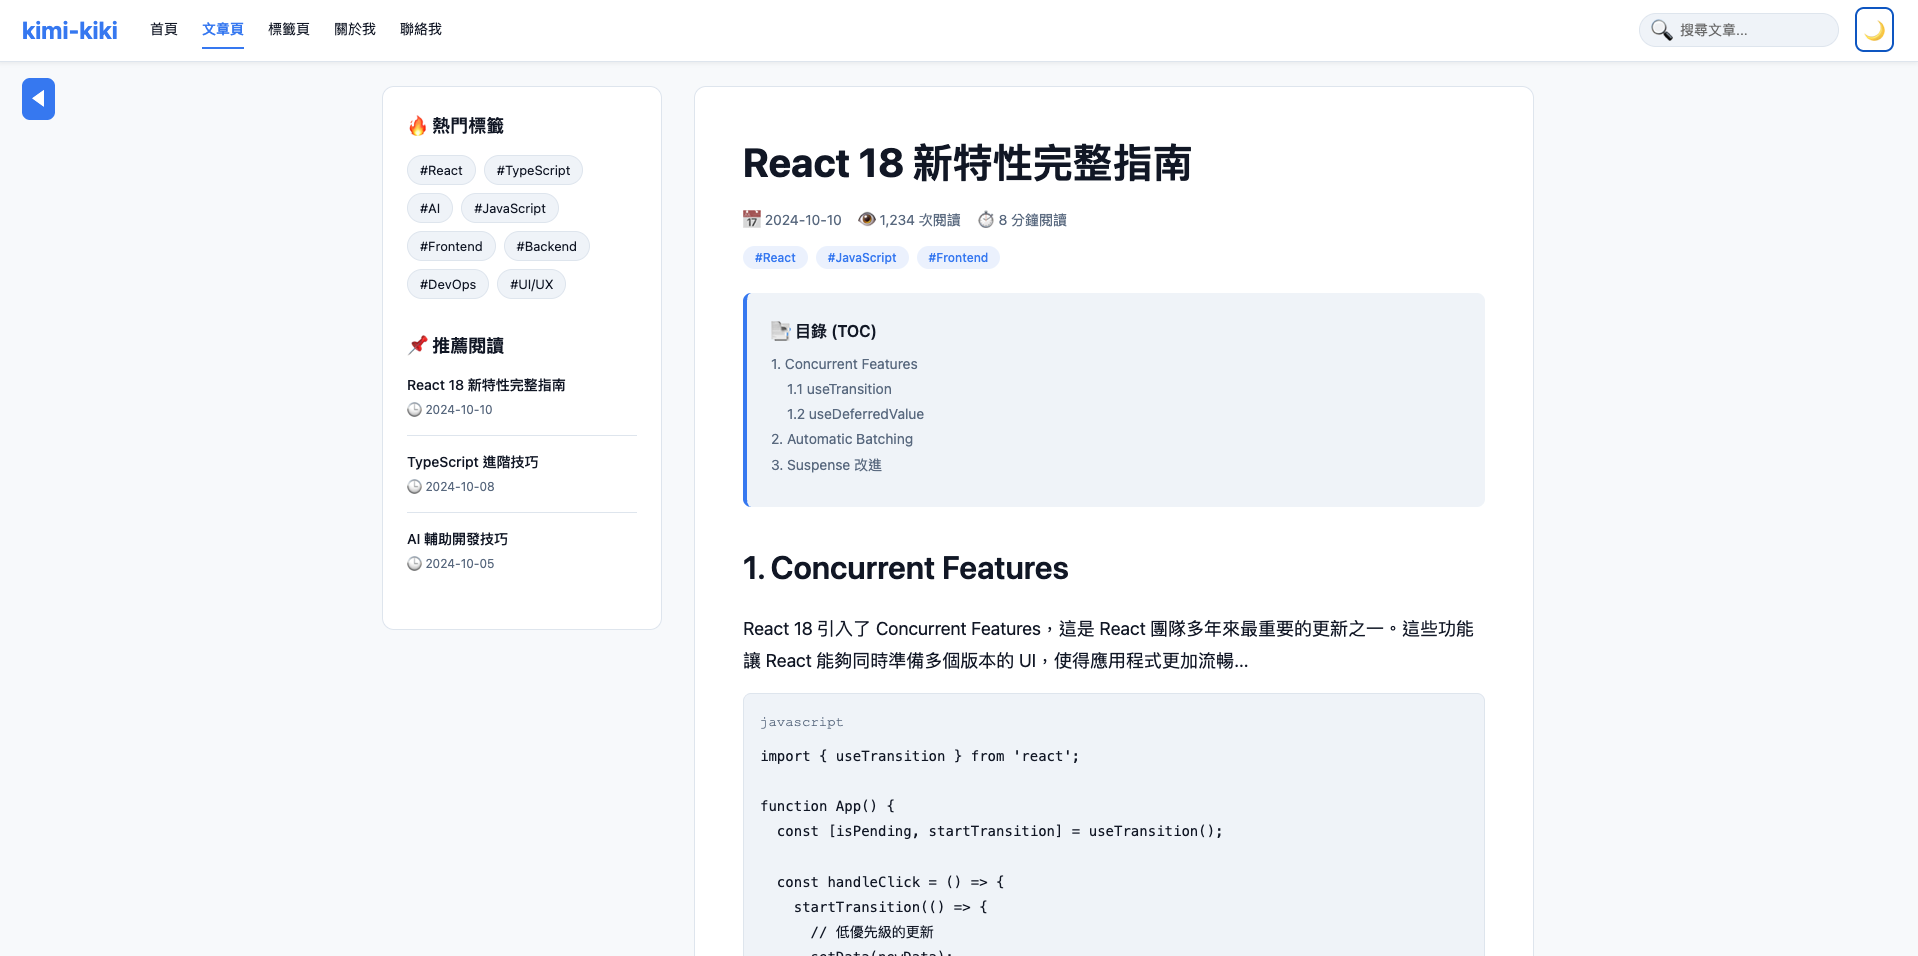 kimi-kiki
首頁 文章頁 標籤頁 關於我 聯絡我
搜尋文章...
熱門標籤
#React #TypeScript
#AI #JavaScript
#Frontend #Backend
#DevOps #UI/UX
推薦閱讀
React 18 新特性完整指南
2024-10-10
TypeScript 進階技巧
2024-10-08
AI 輔助開發技巧
2024-10-05
React 18 新特性完整指南
2024-10-10 1,234 次閱讀 8 分鐘閱讀
#React #JavaScript #Frontend
目錄 (TOC)
1. Concurrent Features
1.1 useTransition
1.2 useDeferredValue
2. Automatic Batching
3. Suspense 改進
1. Concurrent Features
React 18 引入了 Concurrent Features，這是 React 團隊多年來最重要的更新之一。這些功能
讓 React 能夠同時準備多個版本的 UI，使得應用程式更加流暢...
javascript
import { useTransition } from 'react';
function App() {
const [isPending, startTransition] = useTransition();
const handleClick = () => {
startTransition(() => {
// 低優先級的更新
setData(newData);